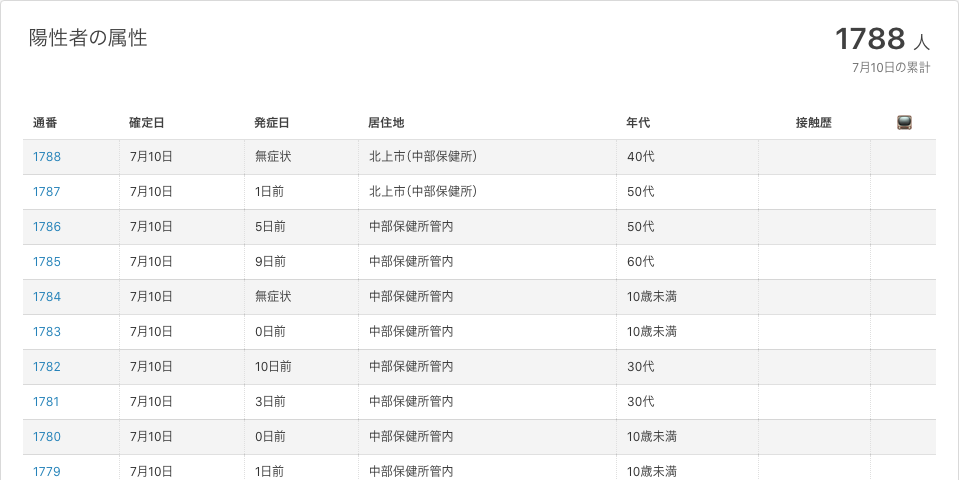 陽性者の属性
1788 人
7月10日の累計
通番 確定日 発症日 居住地 年代 接触歴
1788 7月10日 無症状 北上市（中部保健所） 40代
1787 7月10日 1日前 北上市（中部保健所） 50代
1786 7月10日 5日前 中部保健所管内 50代
1785 7月10日 9日前 中部保健所管内 60代
1784 7月10日 無症状 中部保健所管内 10歳未満
1783 7月10日 0日前 中部保健所管内 10歳未満
1782 7月10日 10日前 中部保健所管内 30代
1781 7月10日 3日前 中部保健所管内 30代
1780 7月10日 0日前 中部保健所管内 10歳未満
1779 7月10日 1日前 中部保健所管内 10歳未満